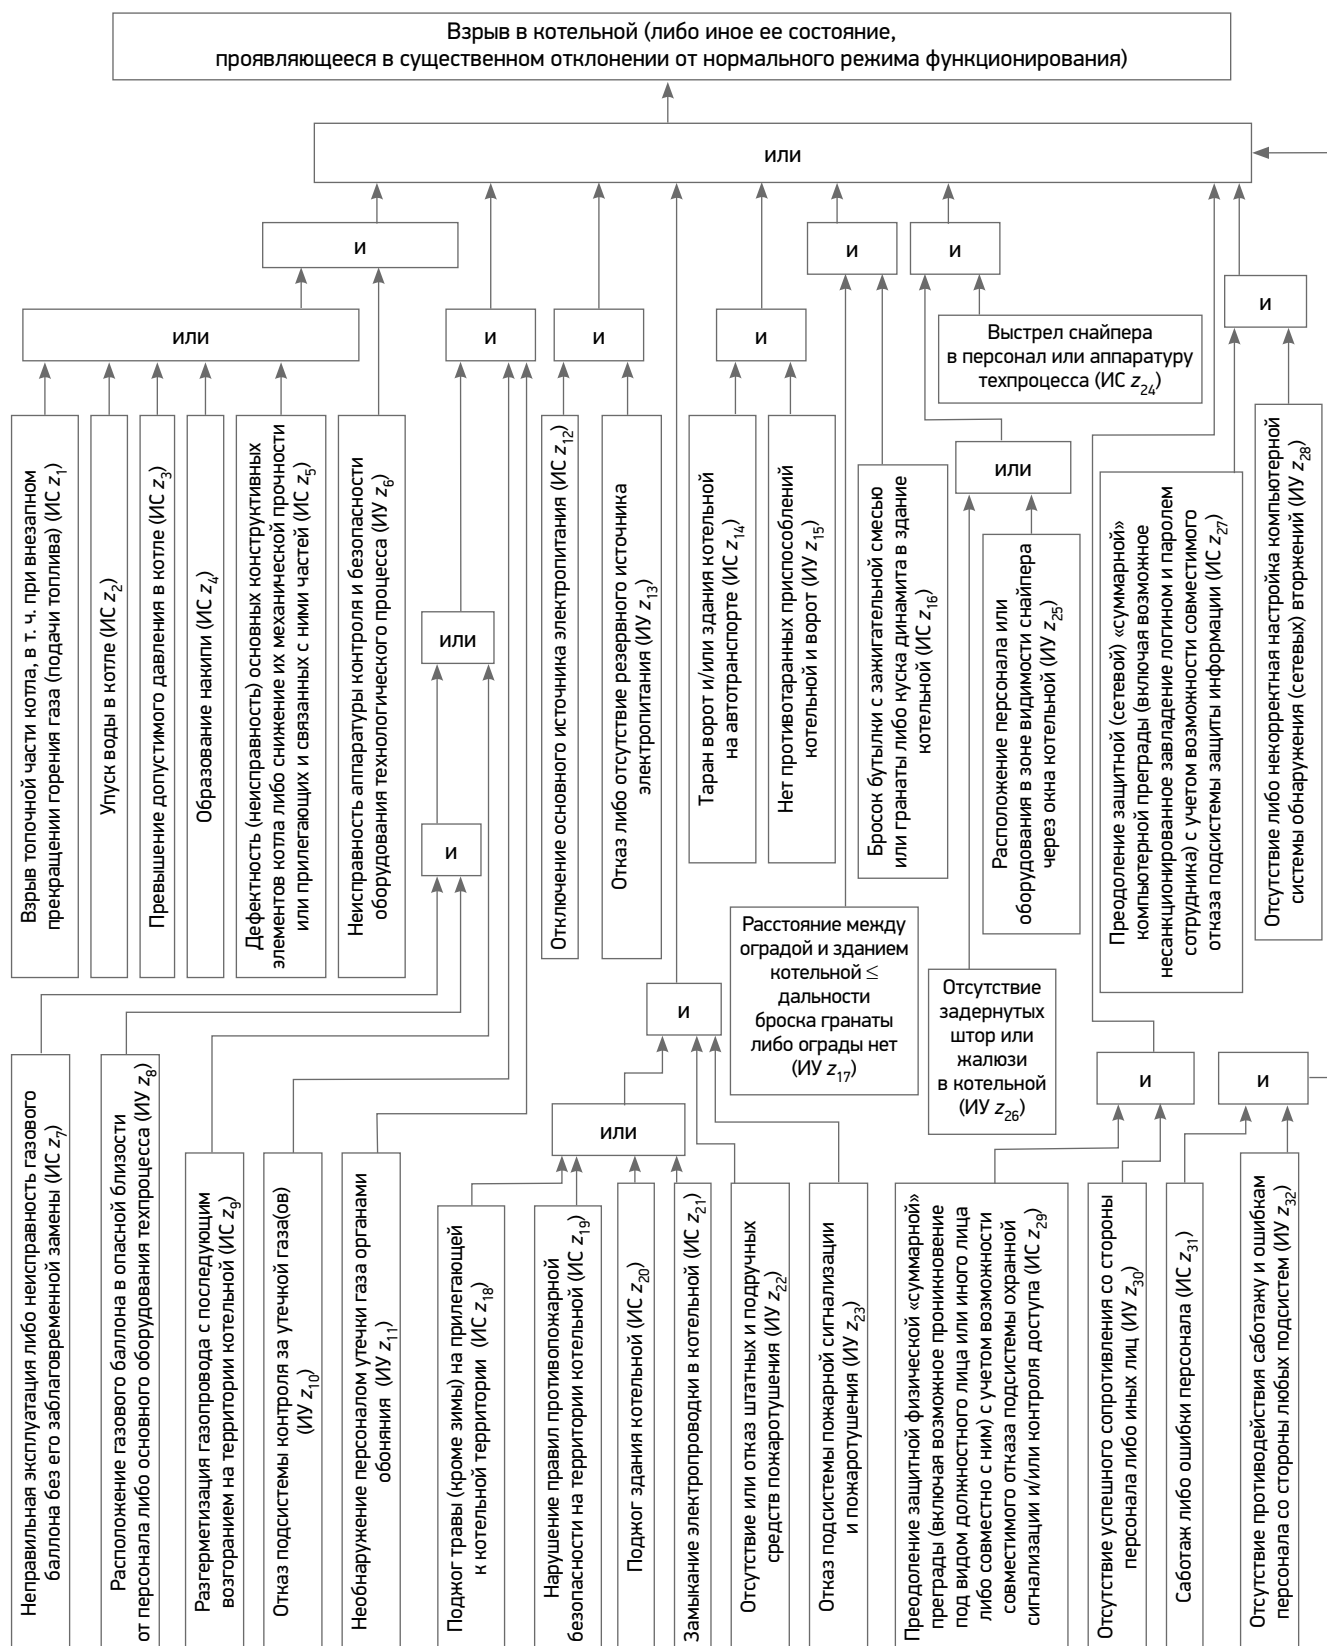 Взрыв в котельной (либо иное ее состояние,
проявляющееся в существенном отклонении от нормального режима функционирования)
или
и
и
и
или
и
и
и
и
Выстрел снайпера
в персонал или аппаратуру
техпроцесса (ИС z24)
или
Взрыв топочной части котла, в т. ч. при внезапном
прекращении горения газа (подачи топлива) (ИС z1)
Упуск воды в котле (ИС z2)
Превышение допустимого давления в котле (ИС z3)
Образование накипи (ИС z4)
Дефектность (неисправность) основных конструктивных
элементов котла либо снижение их механической прочности
или прилегающих и связанных с ними частей (ИС z5)
Неисправность аппаратуры контроля и безопасности
оборудования технологического процесса (ИУ z6)
или
и
Отключение основного источника электропитания (ИС z12)
Отказ либо отсутствие резервного источника
электропитания (ИУ z13)
Таран ворот и/или здания котельной
на автотранспорте (ИС z14)
Нет противотаранных приспособлений
котельной и ворот (ИУ z15)
Бросок бутылки с зажигательной смесью
или гранаты либо куска динамита в здание
котельной (ИС z16)
Расположение персонала или
оборудования в зоне видимости снайпера
через окна котельной (ИУ z25)
Преодоление защитной (сетевой) «суммарной»
компьютерной преграды (включая возможное
несанкционированное завладение логином и паролем
сотрудника) с учетом возможности совместимого
отказа подсистемы защиты информации (ИС z27)
Отсутствие либо некорректная настройка компьютерной
системы обнаружения (сетевых) вторжений (ИУ z28)
Расстояние между
оградой и зданием
котельной ≤
дальности
броска гранаты
либо ограды нет
(ИУ z17)
Отсутствие
задернутых
штор или
жалюзи
в котельной
(ИУ z26)
и
или
и
и
Неправильная эксплуатация либо неисправность газового
баллона без его заблаговременной замены (ИС z7)
Расположение газового баллона в опасной близости
от персонала либо основного оборудования техпроцесса (ИУ z8)
Разгерметизация газопровода с последующим
возгоранием на территории котельной (ИС z9)
Отказ подсистемы контроля за утечкой газа(ов)
(ИУ z10)
Необнаружение персоналом утечки газа органами
обоняния (ИУ z11)
Поджог травы (кроме зимы) на прилегающей
к котельной территории (ИС z18)
Нарушение правил противопожарной
безопасности на территории котельной (ИС z19)
Поджог здания котельной (ИС z20)
Замыкание электропроводки в котельной (ИС z21)
Отсутствие или отказ штатных и подручных
средств пожаротушения (ИУ z22)
Отказ подсистемы пожарной сигнализации
и пожаротушения (ИУ z23)
Преодоление защитной физической «суммарной»
преграды (включая возможное проникновение
под видом должностного лица или иного лица
либо совместно с ним) с учетом возможности
совместимого отказа подсистемы охранной
сигнализации и/или контроля доступа (ИС z29)
Отсутствие успешного сопротивления со стороны
персонала либо иных лиц (ИУ z30)
Саботаж либо ошибки персонала (ИС z31)
Отсутствие противодействия саботажу и ошибкам
персонала со стороны любых подсистем (ИУ z32)